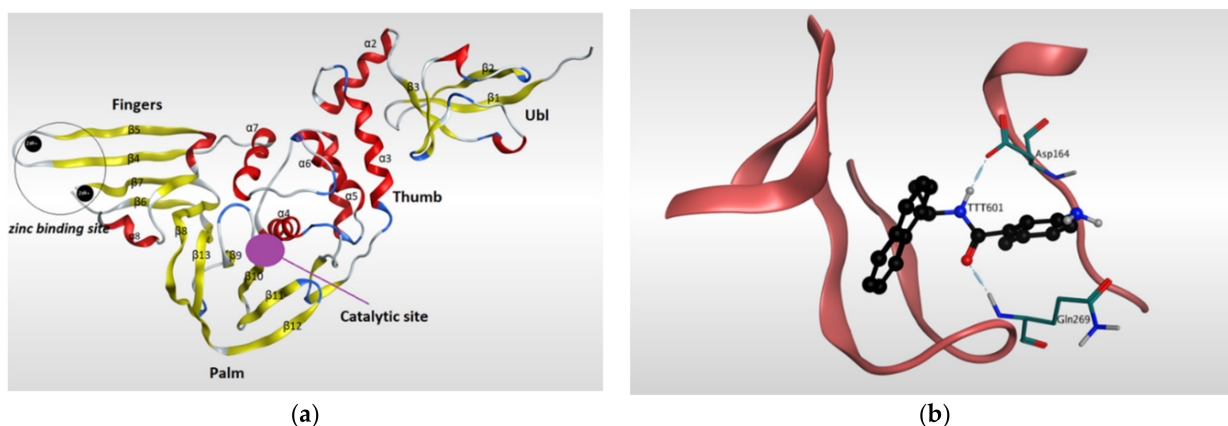 α2
β2
β3
β1
Ubl
Fingers
β5
α7
α6
α3
β4
β7
β6
α5
Thumb
zinc binding site
α8
β8
α4
β13
β9
β10
β11
β12
Catalytic site
Palm
(a)
Asp164
TTT601
Gln269
(b)